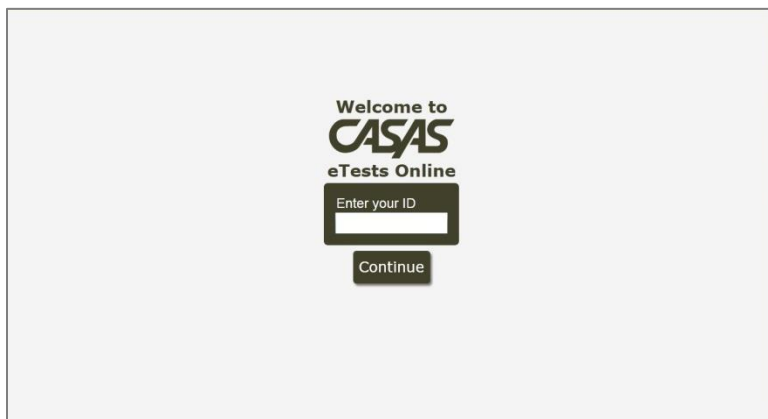 Welcome to
CASAS
eTests Online
Enter your ID
Continue